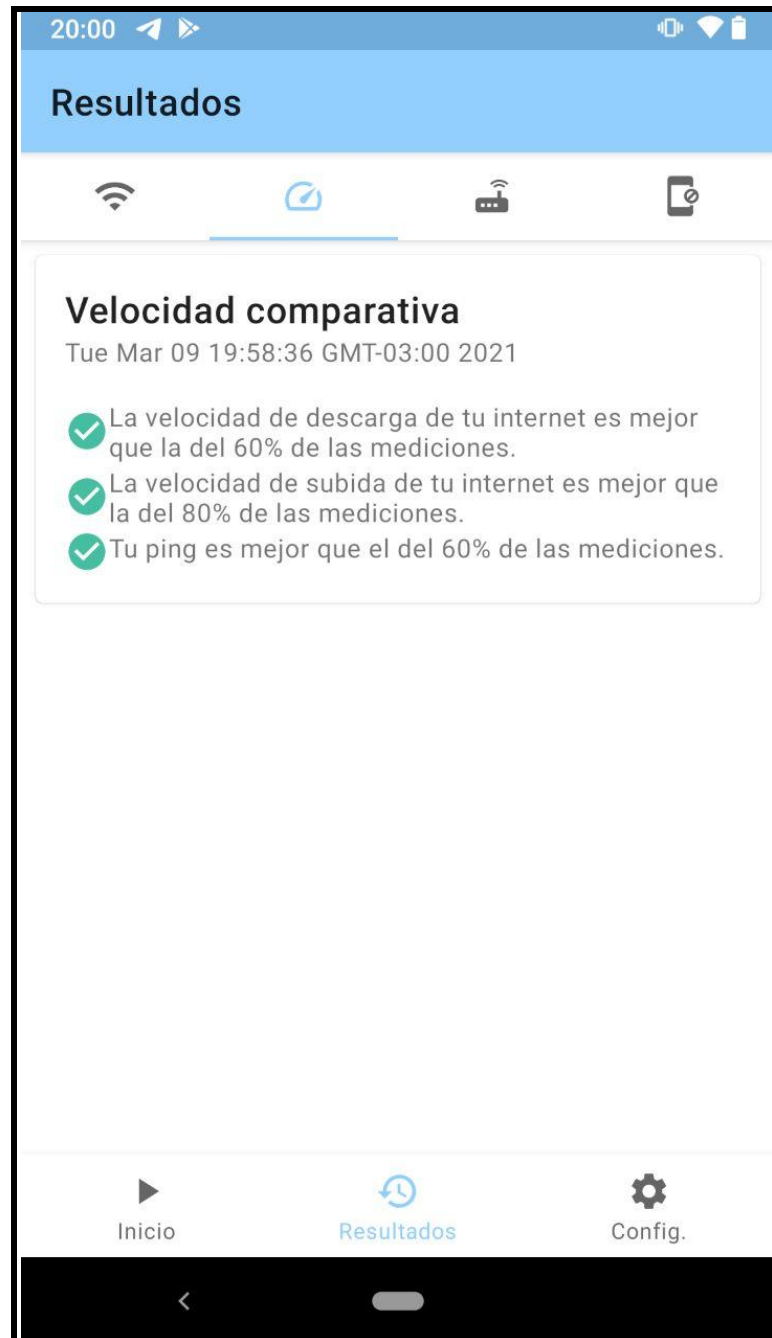 20:00
Resultados
Velocidad comparativa
Tue Mar 09 19:58:36 GMT-03:00 2021
La velocidad de descarga de tu internet es mejor
que la del 60% de las mediciones.
La velocidad de subida de tu internet es mejor que
la del 80% de las mediciones.
Tu ping es mejor que el del 60% de las mediciones.
Inicio
Resultados
Config.